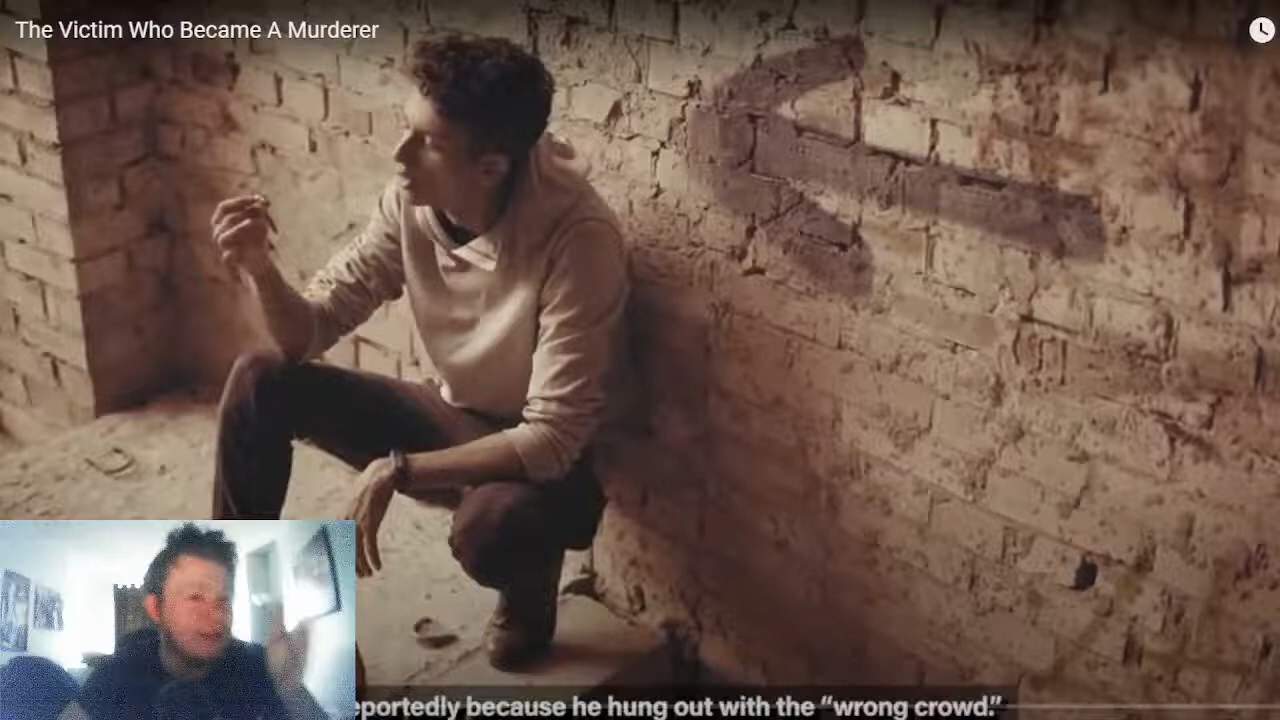 The Victim Who Became A Murderer
eportedly because he hung out with the “wrong crowd.”